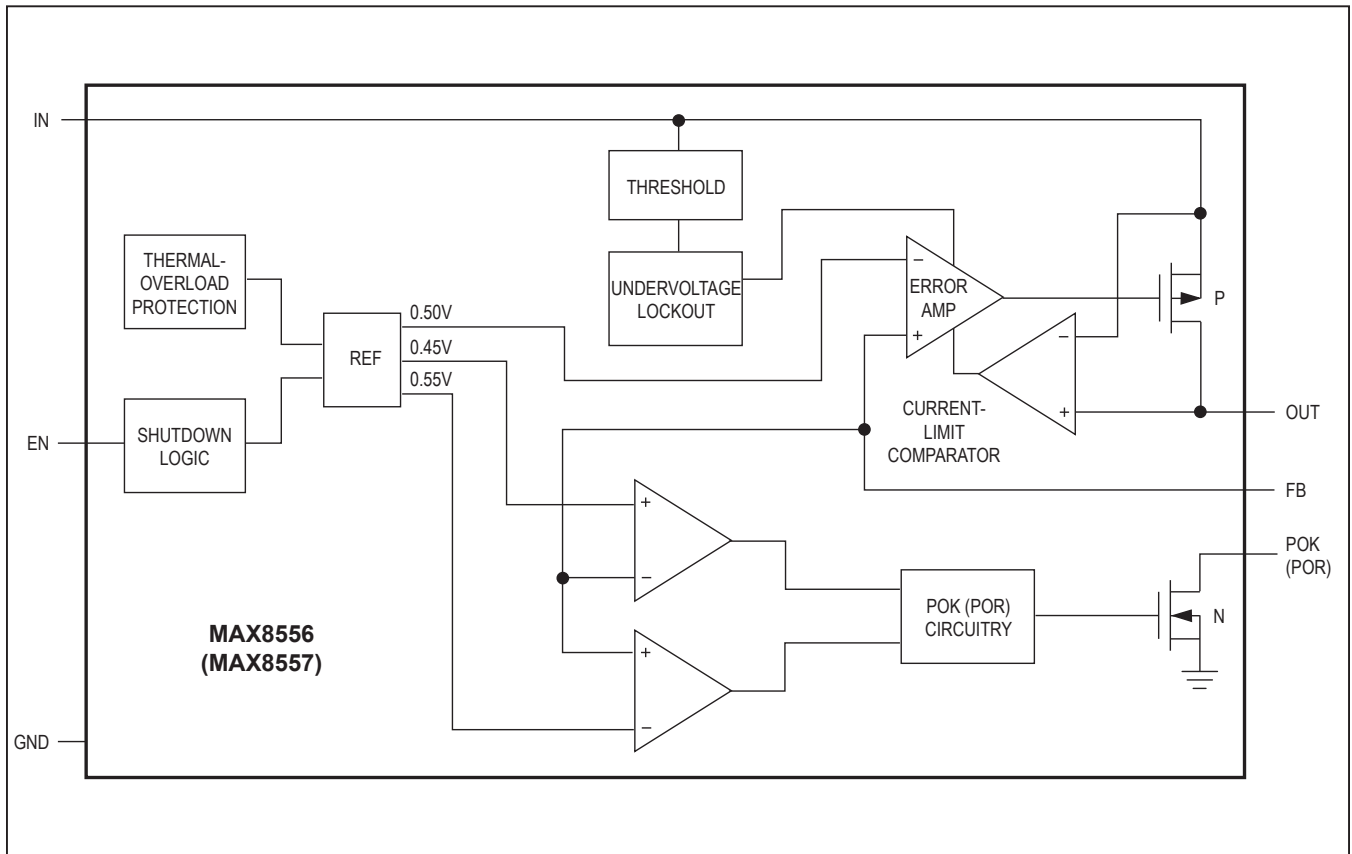 IN
THRESHOLD
THERMAL-
OVERLOAD
PROTECTION
UNDERVOLTAGE
LOCKOUT
−
ERROR
AMP
+
P
−
+
0.50V
REF
0.45V
0.55V
CURRENT-
LIMIT
COMPARATOR
OUT
EN
SHUTDOWN
LOGIC
FB
+
−
POK
(POR)
POK (POR)
CIRCUITRY
N
MAX8556
(MAX8557)
+
−
GND